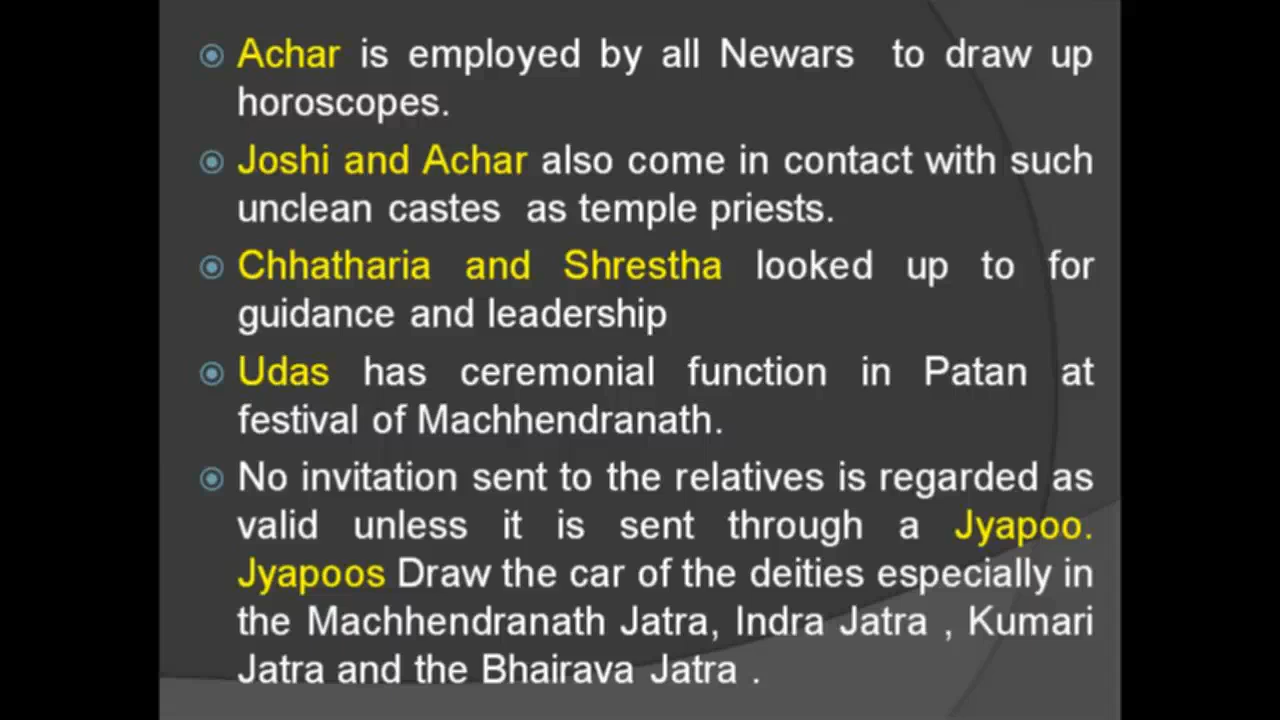 Achar is employed by all Newars to draw up
horoscopes.
Joshi and Achar also come in contact with such
unclean castes as temple priests.
Chhatharia and Shrestha looked up to for
guidance and leadership
Udas has ceremonial function in Patan at
festival of Machhendranath.
No invitation sent to the relatives is regarded as
valid unless it is sent through a Jyapoo.
Jyapoos Draw the car of the deities especially in
the Machhendranath Jatra, Indra Jatra , Kumari
Jatra and the Bhairava Jatra .